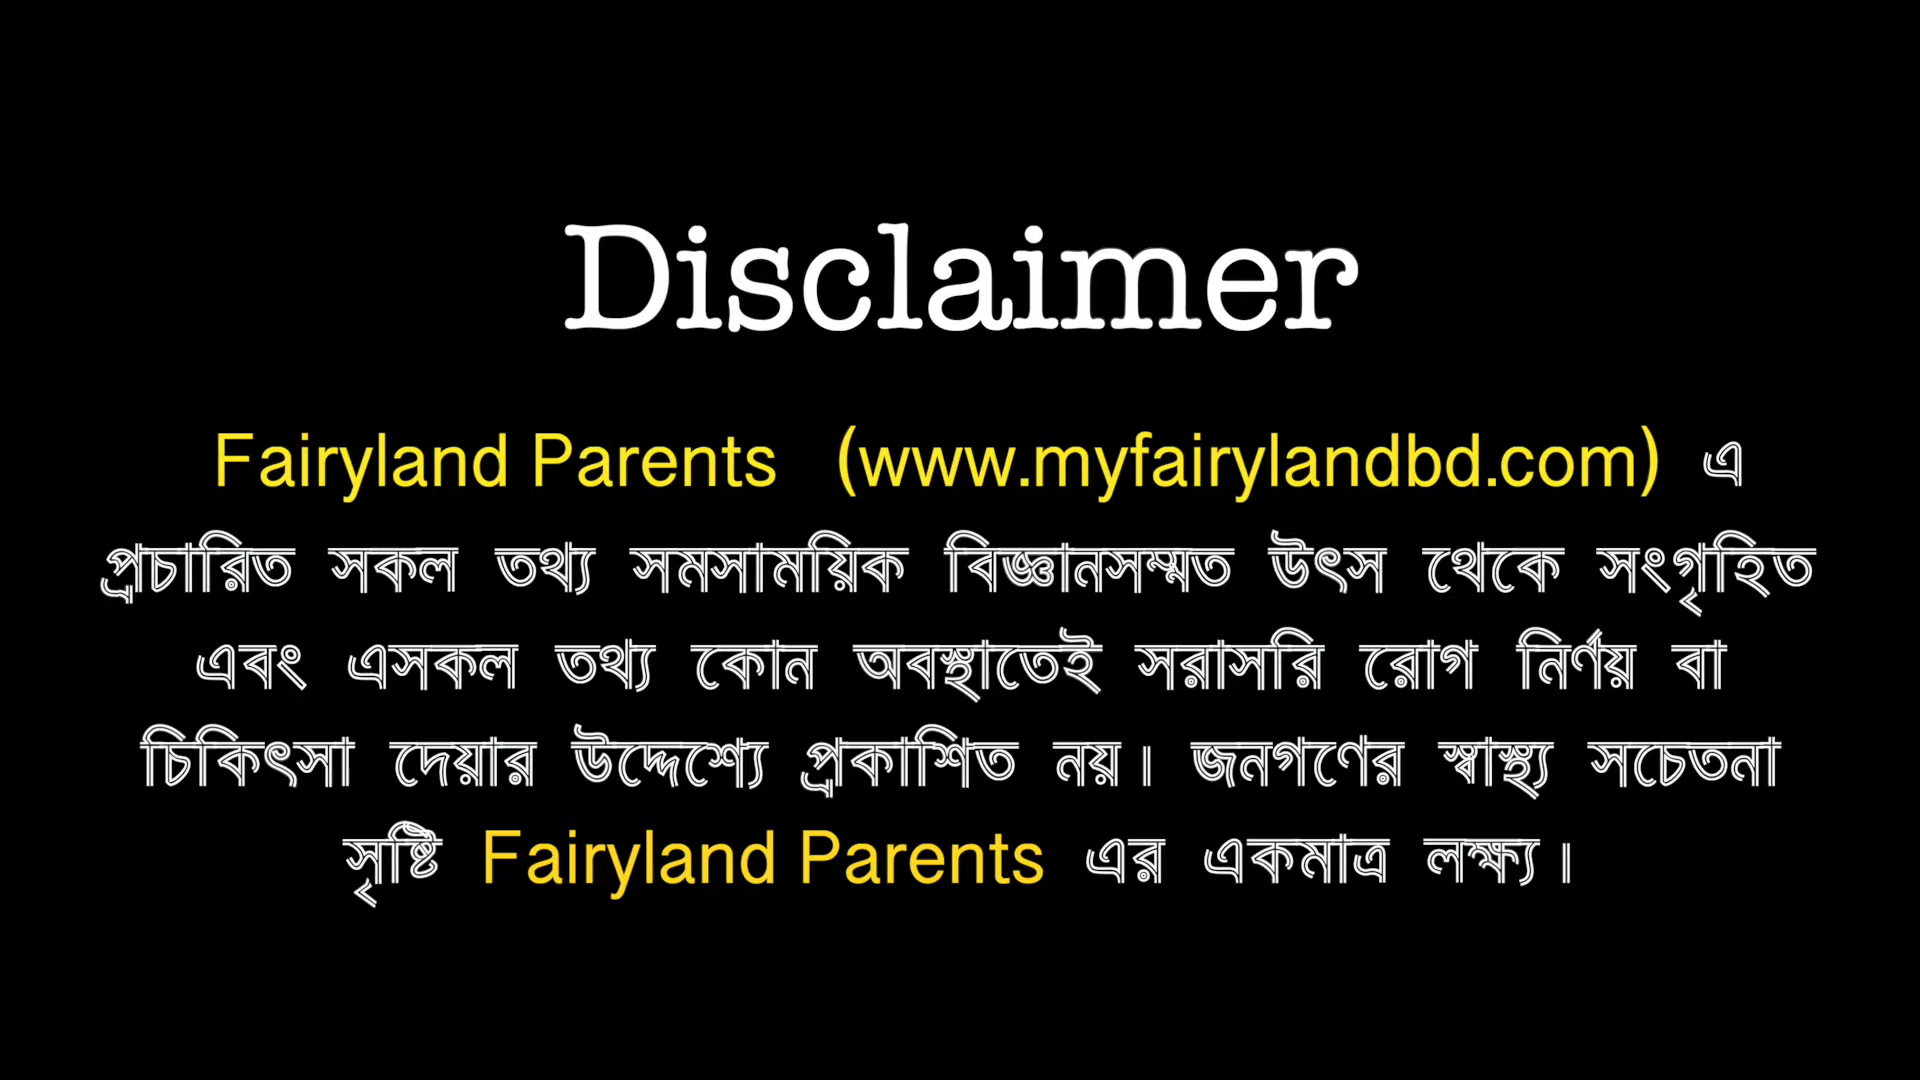 Disclaimer
Fairyland Parents (www.myfairylandbd.com) এ
প্রচারিত সকল তথ্য সমসাময়িক বিজ্ঞানসম্মত উৎস থেকে সংগৃহিত
এবং এসকল তথ্য কোন অবস্থাতেই সরাসরি রোগ নির্ণয় বা
চিকিৎসা দেয়ার উদ্দেশ্যে প্রকাশিত নয়। জনগণের স্বাস্থ্য সচেতনা
সৃষ্টি Fairyland Parents এর একমাত্র লক্ষ্য।